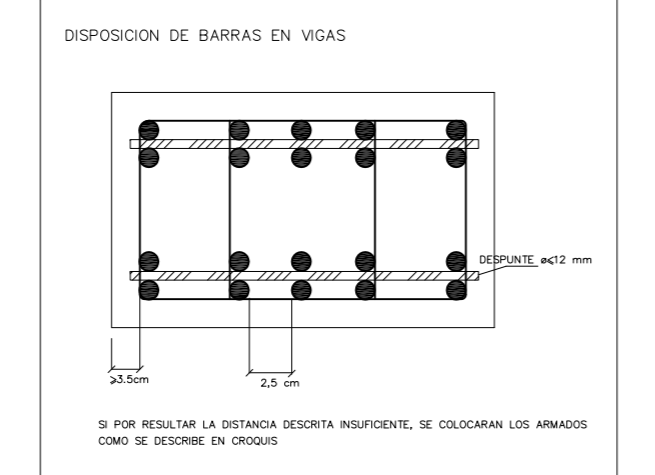 DISPOSICION DE BARRAS EN VIGAS
DESPUNTE ø⩽12 mm
⩾3.5cm
2,5 cm
SI POR RESULTAR LA DISTANCIA DESCRITA INSUFICIENTE, SE COLOCARAN LOS ARMADOS
COMO SE DESCRIBE EN CROQUIS